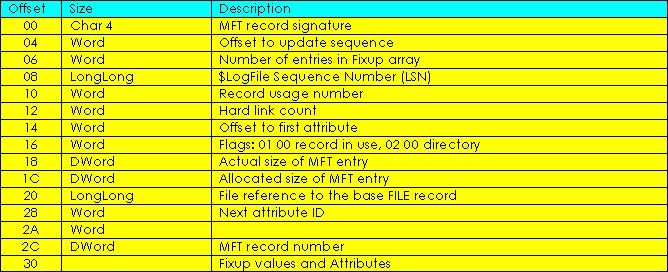 Offset Size Description
00 Char 4 MFT record signature
04 Word Offset to update sequence
06 Word Number of entries in Fixup array
08 LongLong $LogFile Sequence Number (LSN)
10 Word Record usage number
12 Word Hard link count
14 Word Offset to first attribute
16 Word Flags: 01 00 record in use, 02 00 directory
18 DWord Actual size of MFT entry
1C DWord Allocated size of MFT entry
20 LongLong File reference to the base FILE record
28 Word Next attribute ID
2A Word
2C DWord MFT record number
30 Fixup values and Attributes